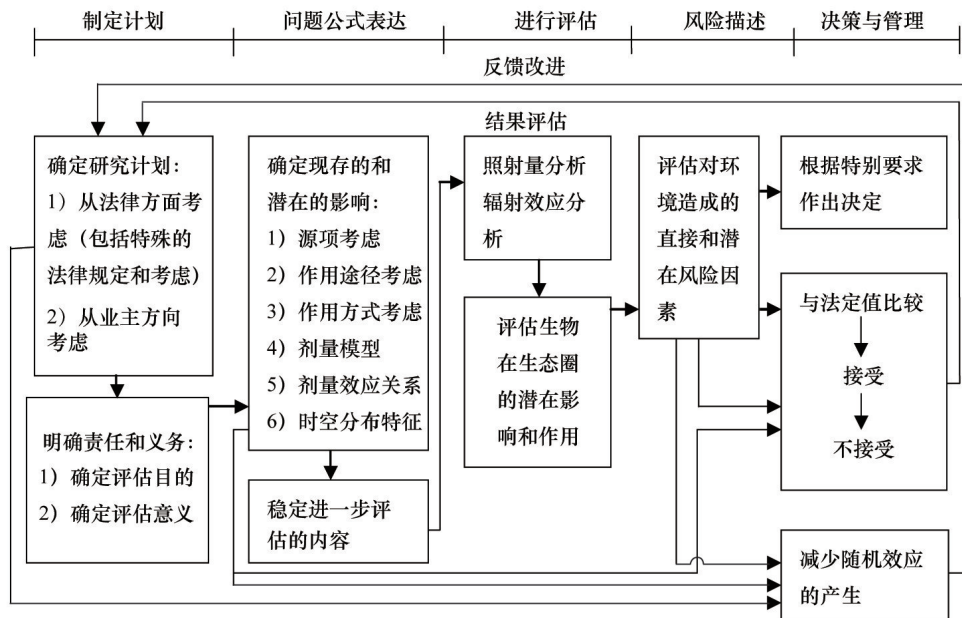 制定计划
问题公式表达
进行评估
风险描述
决策与管理
反馈改进
结果评估
确定研究计划：
1）从法律方面考
虑（包括特殊的
法律规定和考虑）
2）从业主方向
考虑
明确责任和义务：
1）确定评估目的
2）确定评估意义
确定现存的和
潜在的影响：
1）源项考虑
2）作用途径考虑
3）作用方式考虑
4）剂量模型
5）剂量效应关系
6）时空分布特征
稳定进一步评
估的内容
照射量分析
辐射效应分
析
评估生物
在生态圈
的潜在影
响和作用
评估对环
境造成的
直接和潜
在风险因
素
根据特别要求
作出决定
与法定值比较
接受
不接受
减少随机效应
的产生